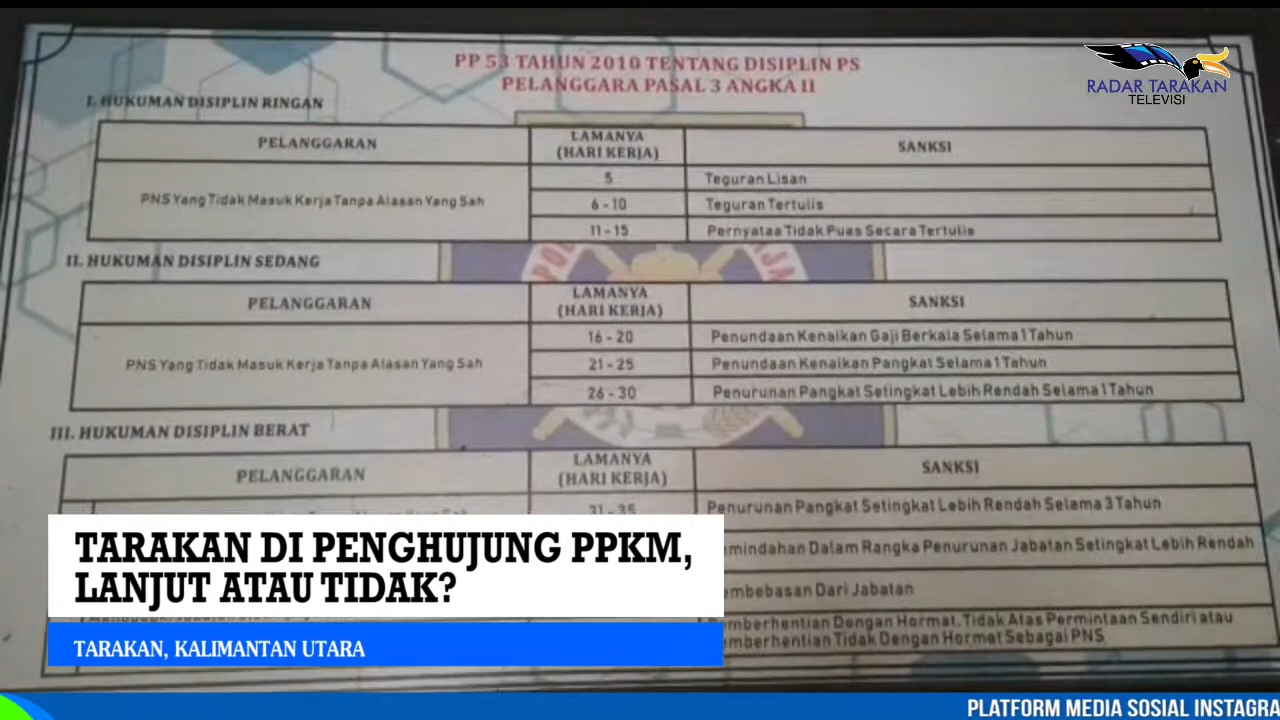 PP 53 TAHUN 2010 TENTANG DISIPLIN PS
PELANGGARA PASAL 3 ANGKA II
RADAR TARAKAN
TELEVISI
I. HUKUMAN DISIPLIN RINGAN
PELANGGARAN
LAMANYA
(HARI KERJA)
SANKSI
PNS Yang Tidak Masuk Kerja Tanpa Alasan Yang Sah
5
Teguran Lisan
6 - 10
Teguran Tertulis
11 - 15
Pernyataa Tidak Puas Secara Tertulis
II. HUKUMAN DISIPLIN SEDANG
PELANGGARAN
LAMANYA
(HARI KERJA)
SANKSI
PNS Yang Tidak Masuk Kerja Tanpa Alasan Yang Sah
16 - 20
Penundaan Kenaikan Gaji Berkala Selama 1 Tahun
21 - 25
Penundaan Kenaikan Pangkat Selama 1 Tahun
26 - 30
Penurunan Pangkat Setingkat Lebih Rendah Selama 1 Tahun
III. HUKUMAN DISIPLIN BERAT
PELANGGARAN
LAMANYA
(HARI KERJA)
SANKSI
31 - 35
Penurunan Pangkat Setingkat Lebih Rendah Selama 3 Tahun
emindahan Dalam Rangka Penurunan Jabatan Setingkat Lebih Rendah
embebasan Dari Jabatan
emberhentian Dengan Hormat, Tidak Atas Permintaan Sendiri atau
emberhentian Tidak Dengan Hormat Sebagai PNS
TARAKAN DI PENGHUJUNG PPKM,
LANJUT ATAU TIDAK?
TARAKAN, KALIMANTAN UTARA
PLATFORM MEDIA SOSIAL INSTAGRA